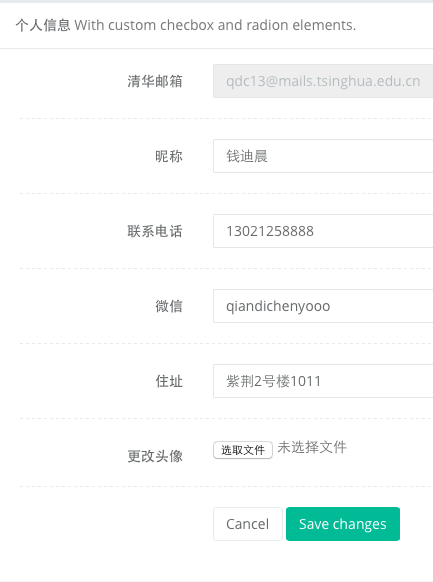 个人信息 With custom checbox and radion elements.
清华邮箱 qdc13@mails.tsinghua.edu.cn
昵称 钱迪晨
联系电话 13021258888
微信 qiandichenyooo
住址 紫荆2号楼1011
更改头像 选取文件 未选择文件
Cancel Save changes